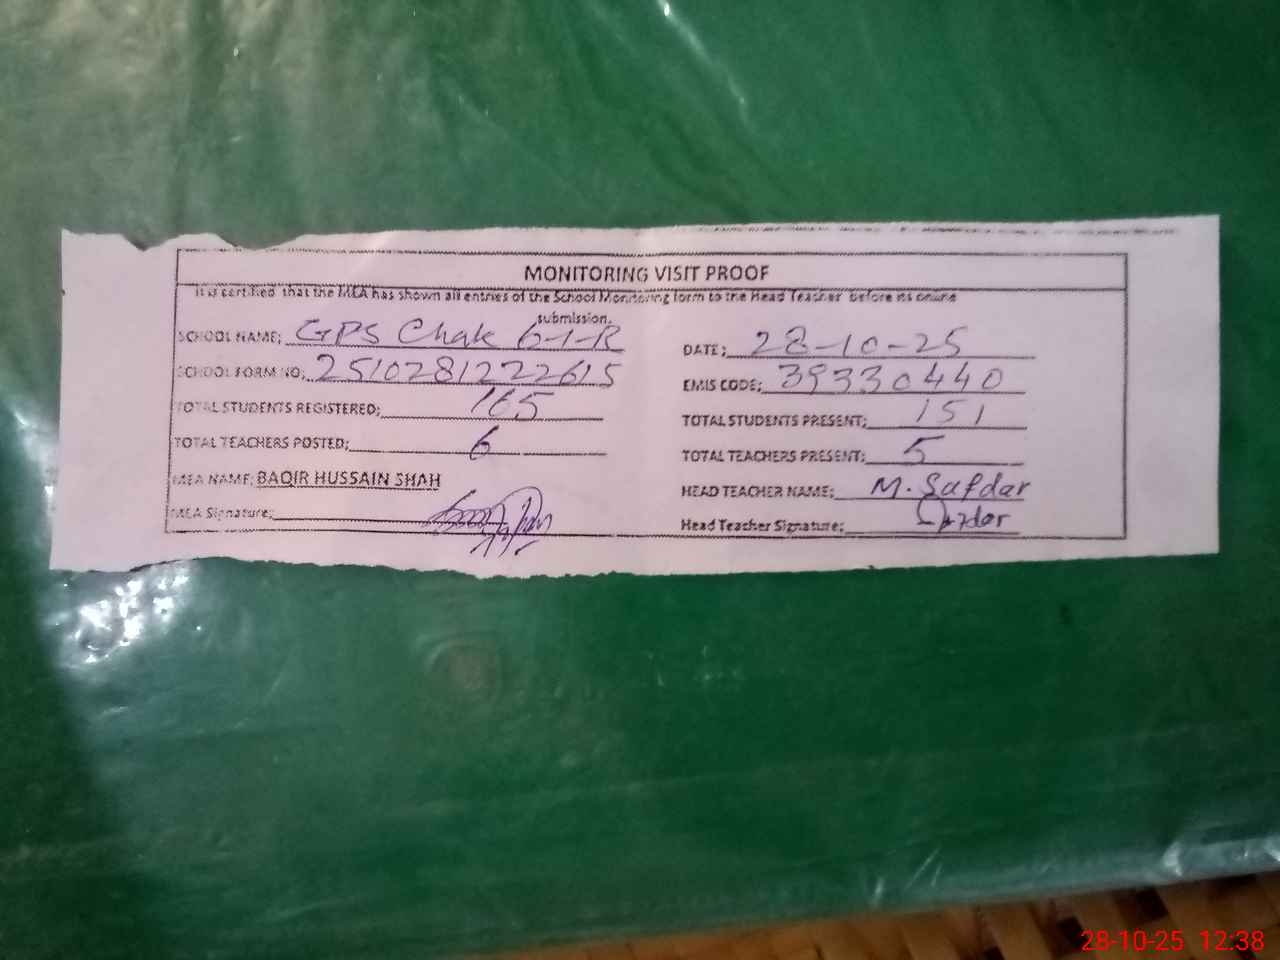 MONITORING VISIT PROOF
It is certified that the MEA has shown all entries of the School Monitoring form to the Head Teacher before its online
submission.
SCHOOL NAME: GPS Chak 6-1-R
DATE: 28-10-25
SCHOOL FORM NO: 2510281222615
EMIS CODE: 39330440
TOTAL STUDENTS REGISTERED: 165
TOTAL STUDENTS PRESENT: 151
TOTAL TEACHERS POSTED: 6
TOTAL TEACHERS PRESENT: 5
MEA NAME: BAQIR HUSSAIN SHAH
HEAD TEACHER NAME: M. Safdar
MEA Signature:
Head Teacher Signature: Safdar
28-10-25 12:38